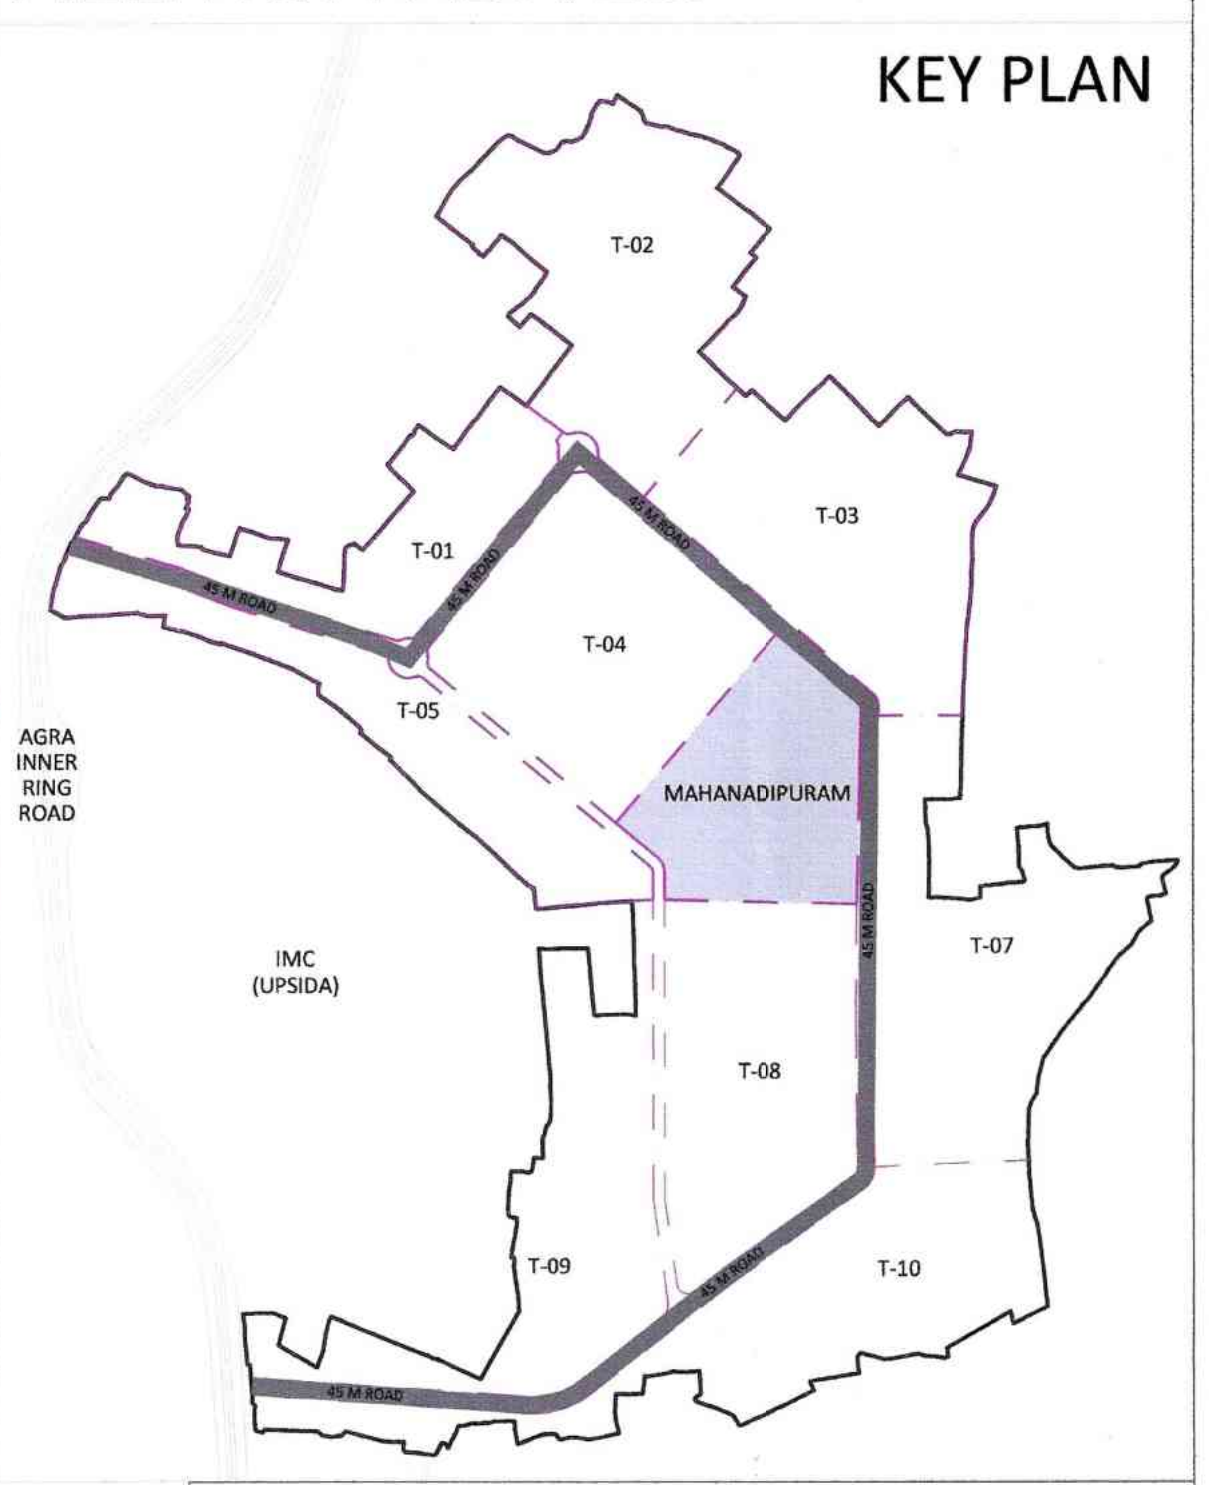 KEY PLAN
T-02
T-03
45 M ROAD
T-01
45 M ROAD
45 M ROAD
T-04
T-05
AGRA
INNER
RING
ROAD
MAHANADIPURAM
45 M ROAD
T-07
IMC
(UPSIDA)
T-08
T-09
T-10
45 M ROAD
45 M ROAD